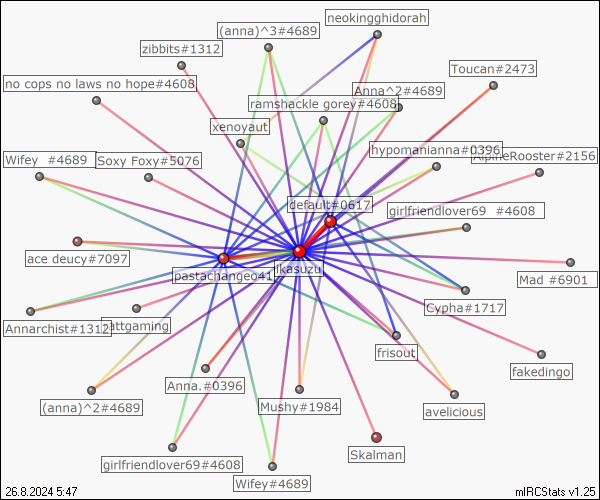 neokingghidorah
(anna)^3#4689
zibbits#1312
Toucan#2473
no cops no laws no hope#4608
Anna^2#4689
ramshackle gorey#4608
xenoyaut
hypomanianna#0396
AlpineRooster#2156
Wifey #4689
Soxy Foxy#5076
default#0617
girlfriendlover69 #4608
ace deucy#7097
pastachangeo41
ikasuzu
Mad #6901
Cypha#1717
Annarchist#1312
attgaming
frisout
fakedingo
Anna.#0396
(anna)^2#4689
Mushy#1984
avelicious
Skalman
girlfriendlover69#4608
Wifey#4689
26.8.2024 5:47
mIRCStats v1.25